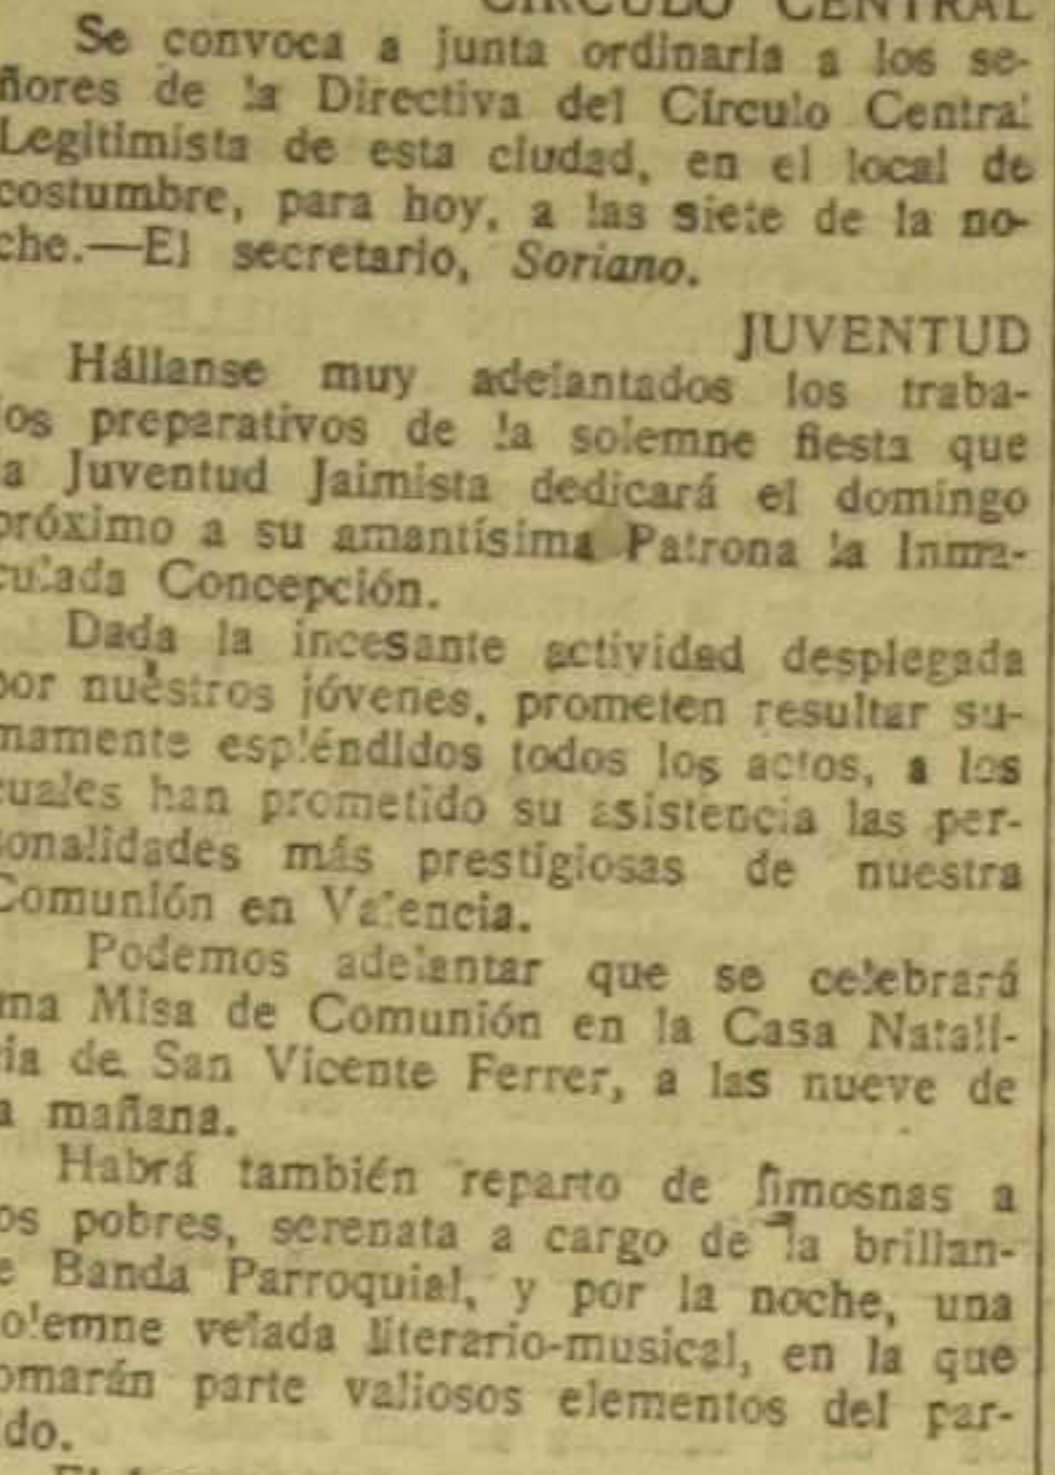 CÍRCULO CENTRAL
Se convoca a junta ordinaria a los se-
ñores de la Directiva del Círculo Central
Legitimista de esta ciudad, en el local de
costumbre, para hoy, a las siete de la no-
che.—El secretario, Soriano.
JUVENTUD
Hállanse muy adelantados los traba-
jos preparativos de la solemne fiesta que
la Juventud Jaimista dedicará el domingo
próximo a su amantísima Patrona la Inma-
culada Concepción.
Dada la incesante actividad desplegada
por nuestros jóvenes, prometen resultar su-
mamente espléndidos todos los actos, a los
cuales han prometido su asistencia las per-
sonalidades más prestigiosas de nuestra
Comunión en Valencia.
Podemos adelantar que se celebrará
una Misa de Comunión en la Casa Natali-
cia de San Vicente Ferrer, a las nueve de
la mañana.
Habrá también reparto de limosnas a
los pobres, serenata a cargo de la brillan-
te Banda Parroquial, y por la noche, una
solemne velada literario-musical, en la que
tomarán parte valiosos elementos del par-
tido.